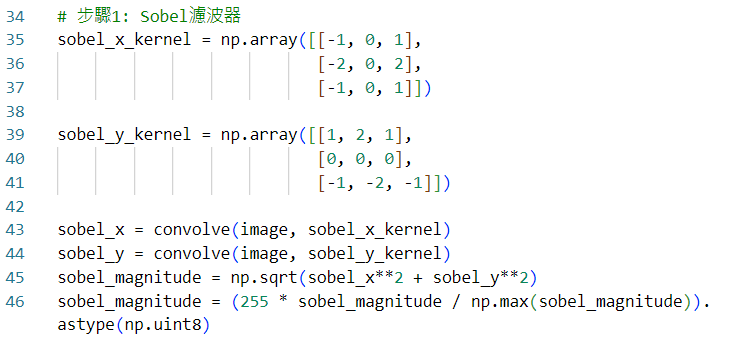 34 # 步驟1: Sobel濾波器
35 sobel_x_kernel = np.array([[-1, 0, 1],
36 [-2, 0, 2],
37 [-1, 0, 1]])
38
39 sobel_y_kernel = np.array([[1, 2, 1],
40 [0, 0, 0],
41 [-1, -2, -1]])
42
43 sobel_x = convolve(image, sobel_x_kernel)
44 sobel_y = convolve(image, sobel_y_kernel)
45 sobel_magnitude = np.sqrt(sobel_x**2 + sobel_y**2)
46 sobel_magnitude = (255 * sobel_magnitude / np.max(sobel_magnitude)).
astype(np.uint8)